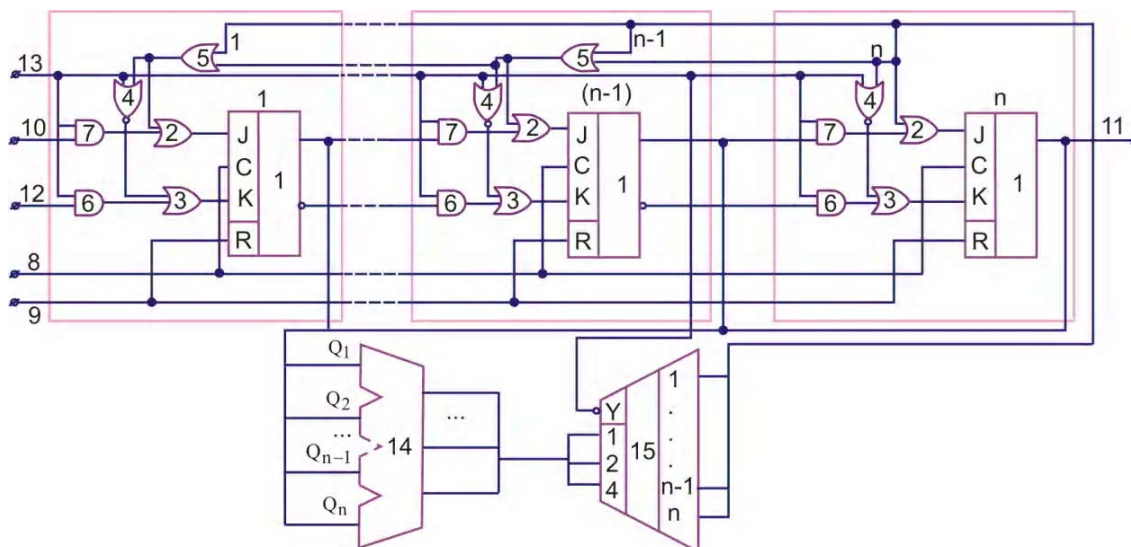 1 n-1 n
5 5
13
4 4 4
1 (n-1) n
10 7 2 J 7 2 J 7 2 J 11
C C C
1 1 1
12 6 3 K 6 3 K 6 3 K
R R R
8
9
Q₁
1
Q₂ ... Y .
... 1 .
14 15
Qₙ₋₁ 2 .
4 n-1
Qₙ n